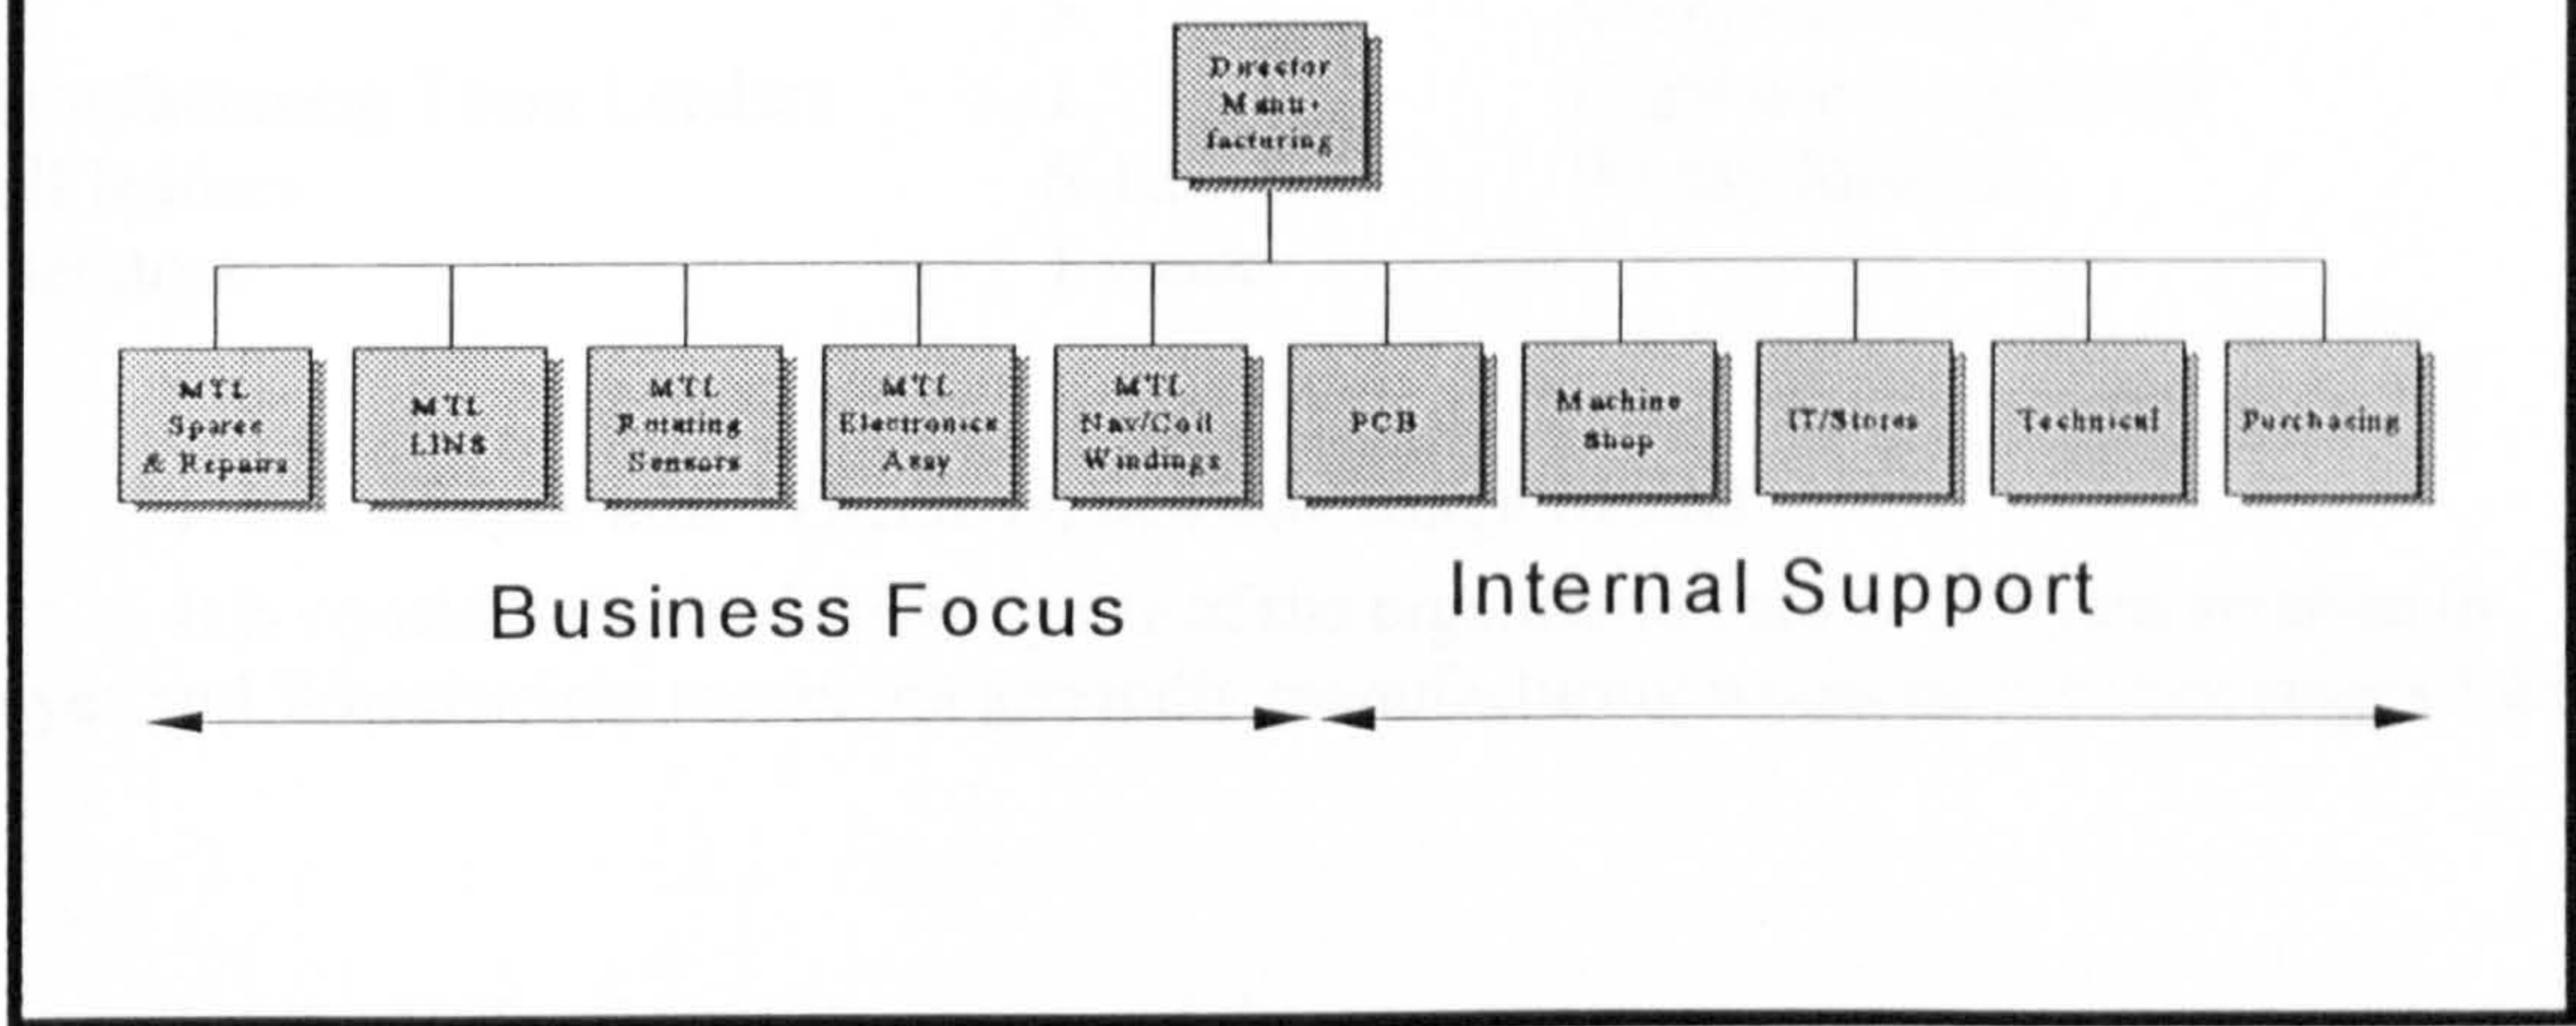 Director
Manu-
facturing
MTL
Spares
& Repairs
MTL
LINS
MTL
Rotating
Sensors
MTL
Electronics
Assy
MTL
Nav/Coil
Windings
PCB
Machine
Shop
IT/Stores
Technical
Purchasing
Business Focus
Internal Support